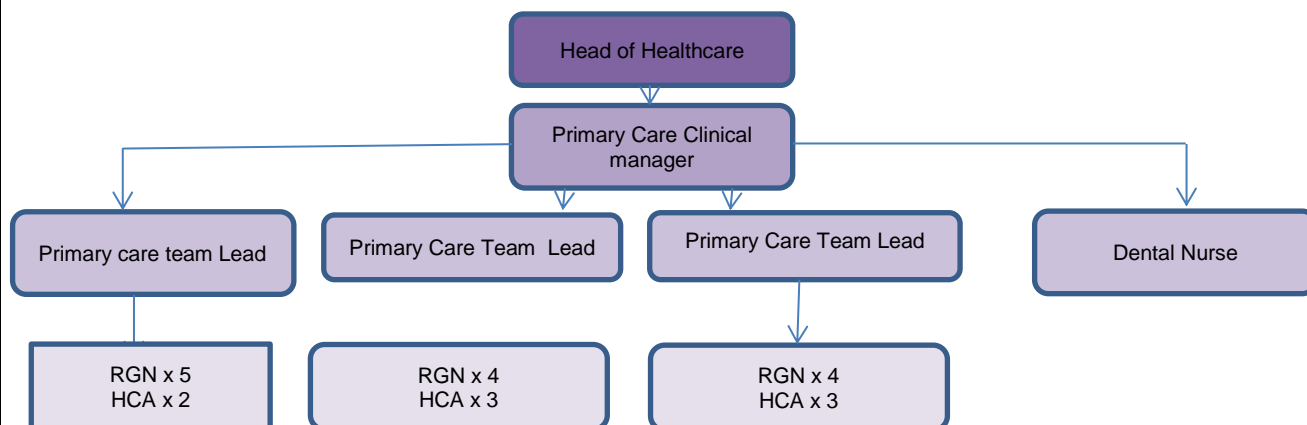 Head of Healthcare
Primary Care Clinical
manager
Primary care team Lead
Primary Care Team  Lead
Primary Care Team Lead
Dental Nurse
RGN x 5
HCA x 2
RGN x 4
HCA x 3
RGN x 4
HCA x 3